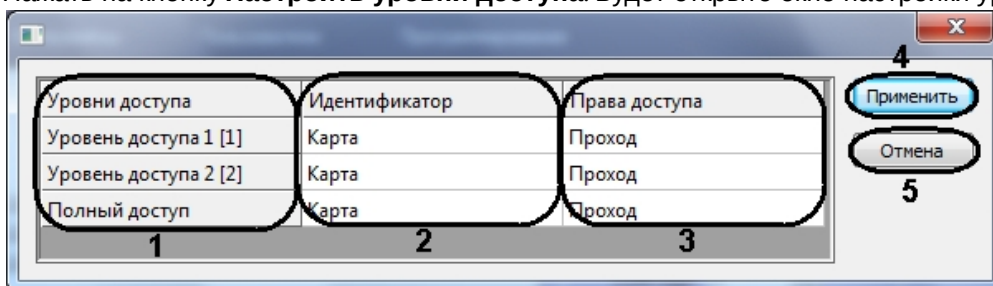 Нажать на кнопку Настроить уровни доступа. Будет открыто окно настройки
4
Уровни доступа Идентификатор Права доступа Применить
Уровень доступа 1 [1] Карта Проход
Отмена
Уровень доступа 2 [2] Карта Проход
5
Полный доступ Карта Проход
1 2 3